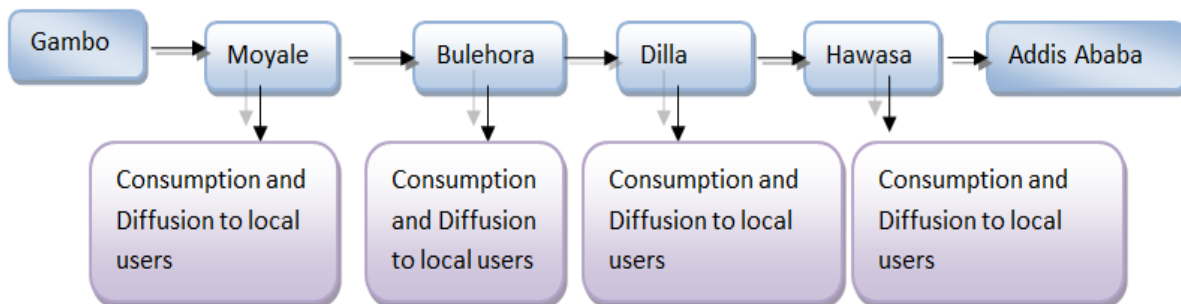 Gambo
Moyale
Bulehora
Dilla
Hawasa
Addis Ababa
Consumption and
Diffusion to local
users
Consumption
and Diffusion
to local users
Consumption and
Diffusion to local
users
Consumption and
Diffusion to local
users